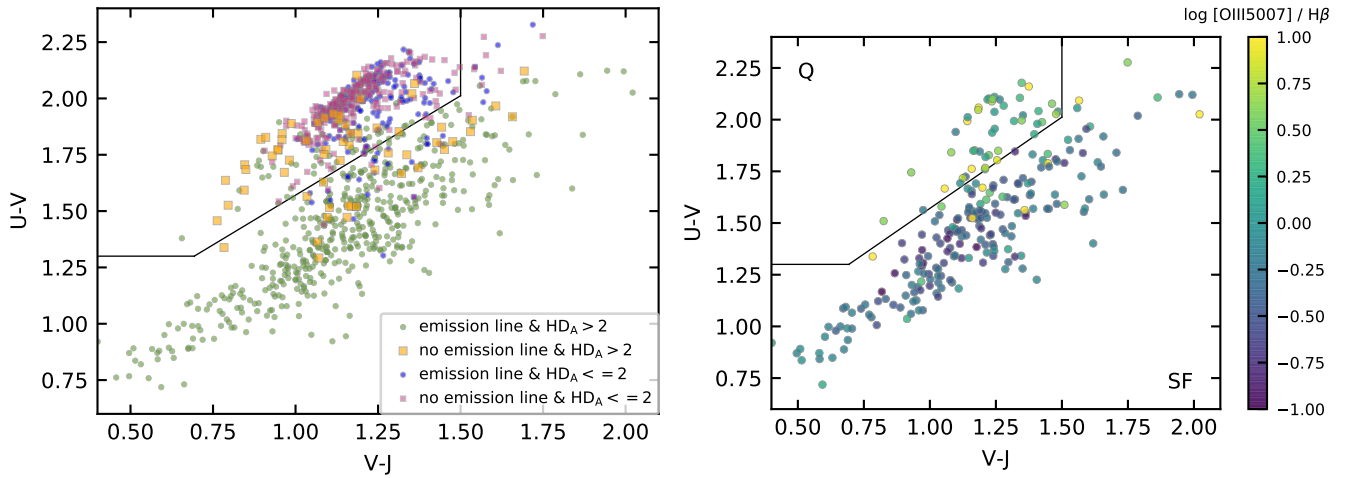 2.25
2.00
1.75
1.50
1.25
1.00
0.75
U-V
0.50 0.75 1.00 1.25 1.50 1.75 2.00
V-J
emission line & HD_A > 2
no emission line & HD_A > 2
emission line & HD_A <= 2
no emission line & HD_A <= 2
log [OIII5007] / Hβ
Q
SF
2.25
2.00
1.75
1.50
1.25
1.00
0.75
U-V
0.50 0.75 1.00 1.25 1.50 1.75 2.00
V-J
1.00
0.75
0.50
0.25
0.00
−0.25
−0.50
−0.75
−1.00